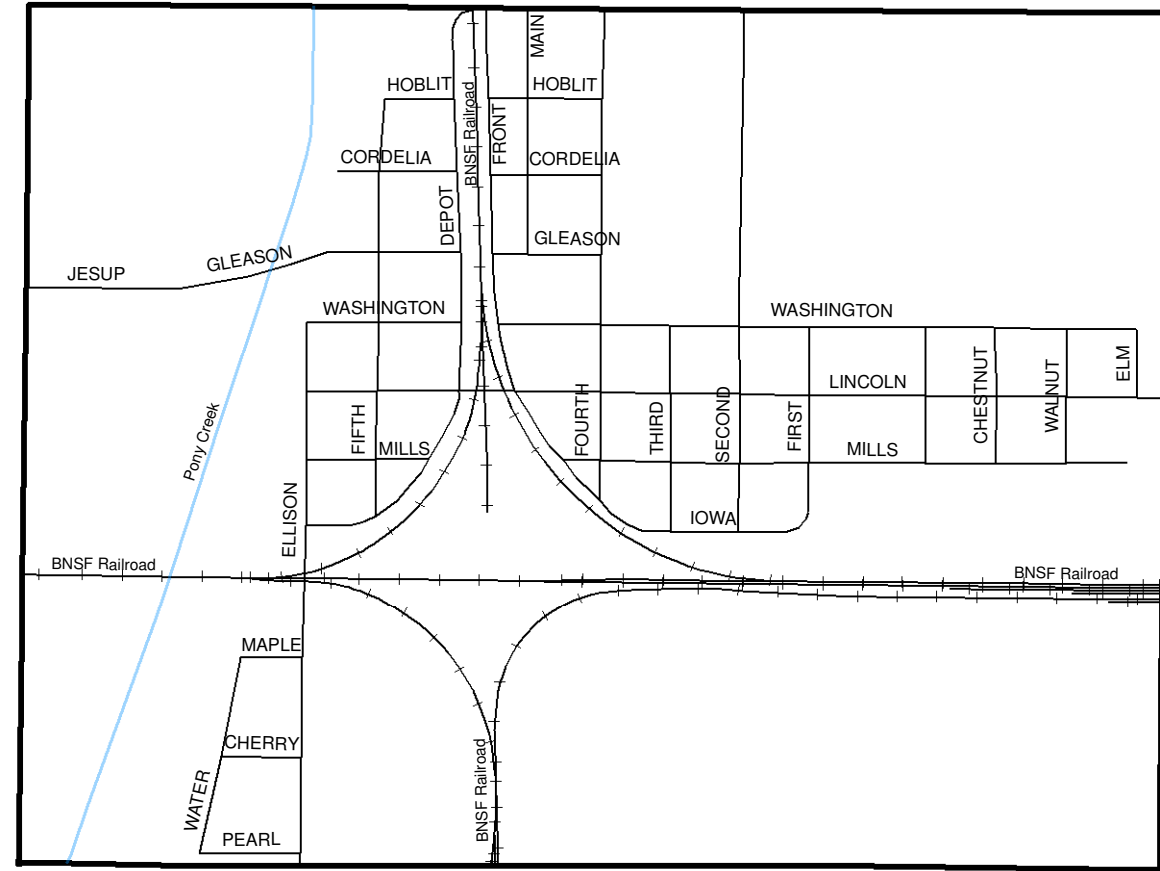 MAIN
HOBLIT
HOBLIT
BNSF Railroad
FRONT
CORDELIA
CORDELIA
DEPOT
GLEASON
GLEASON
JESUP
WASHINGTON
WASHINGTON
ELM
CHESTNUT
WALNUT
LINCOLN
FIFTH
FOURTH
THIRD
SECOND
FIRST
MILLS
MILLS
Pony Creek
ELLISON
IOWA
BNSF Railroad
BNSF Railroad
MAPLE
CHERRY
WATER
BNSF Railroad
PEARL